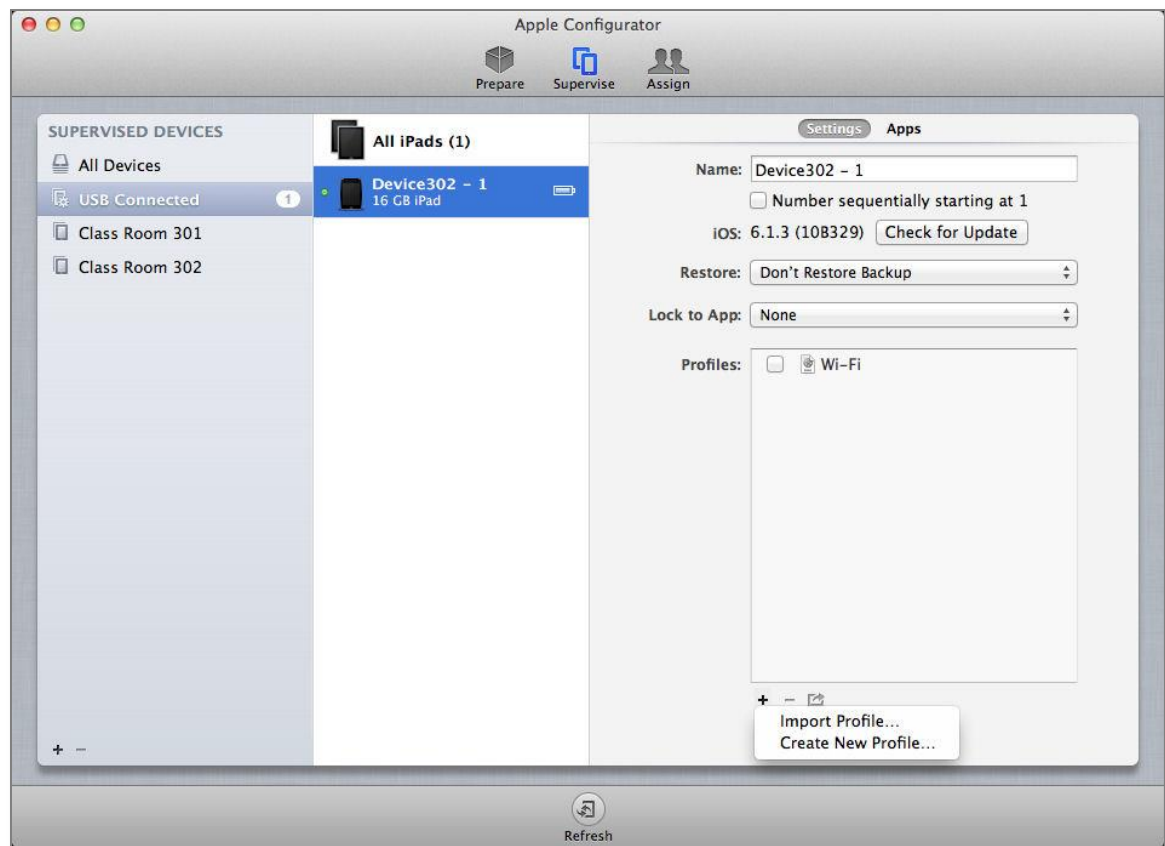 Apple Configurator
Prepare Supervise Assign
SUPERVISED DEVICES
All Devices
USB Connected 1
Class Room 301
Class Room 302
All iPads (1)
Device302 – 1
16 GB iPad
Settings Apps
Name: Device302 – 1
Number sequentially starting at 1
iOS: 6.1.3 (10B329) Check for Update
Restore: Don't Restore Backup
Lock to App: None
Profiles: Wi-Fi
Import Profile...
Create New Profile...
Refresh